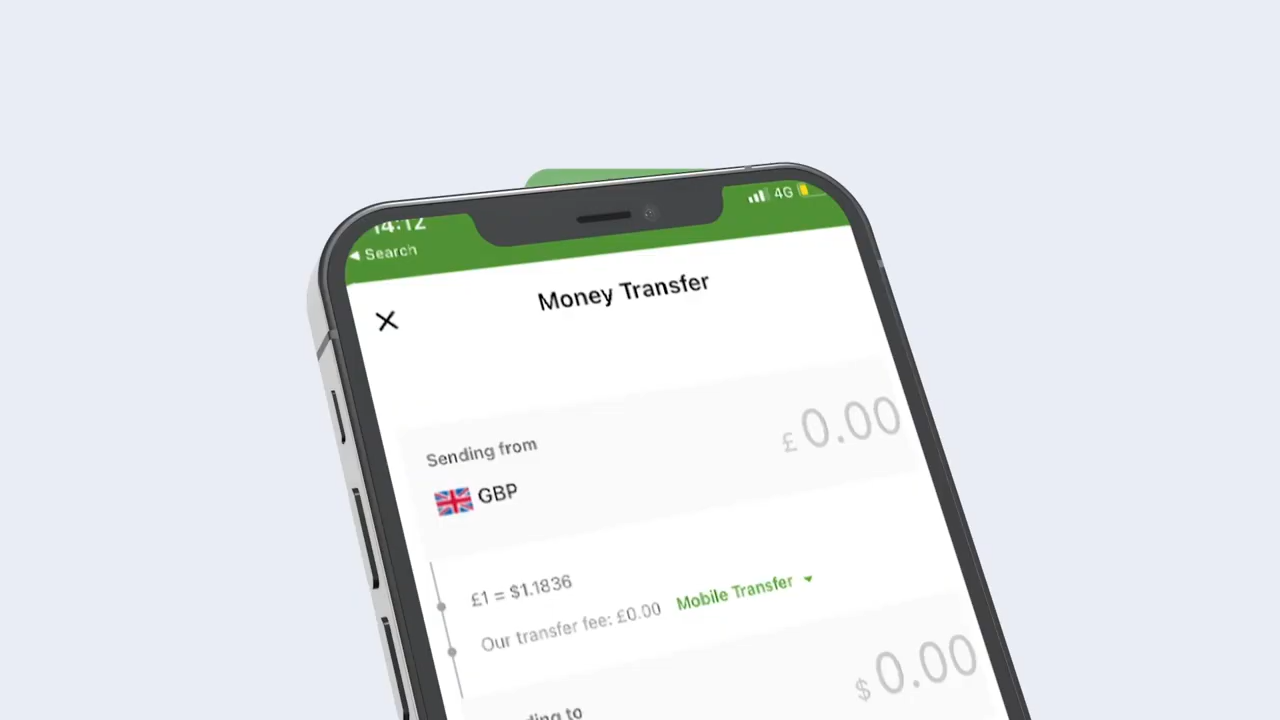 14:12
4G
◀ Search
Money Transfer
Sending from
£ 0.00
GBP
£1 = $1.1836
Our transfer fee: £0.00 Mobile Transfer
$ 0.00
to